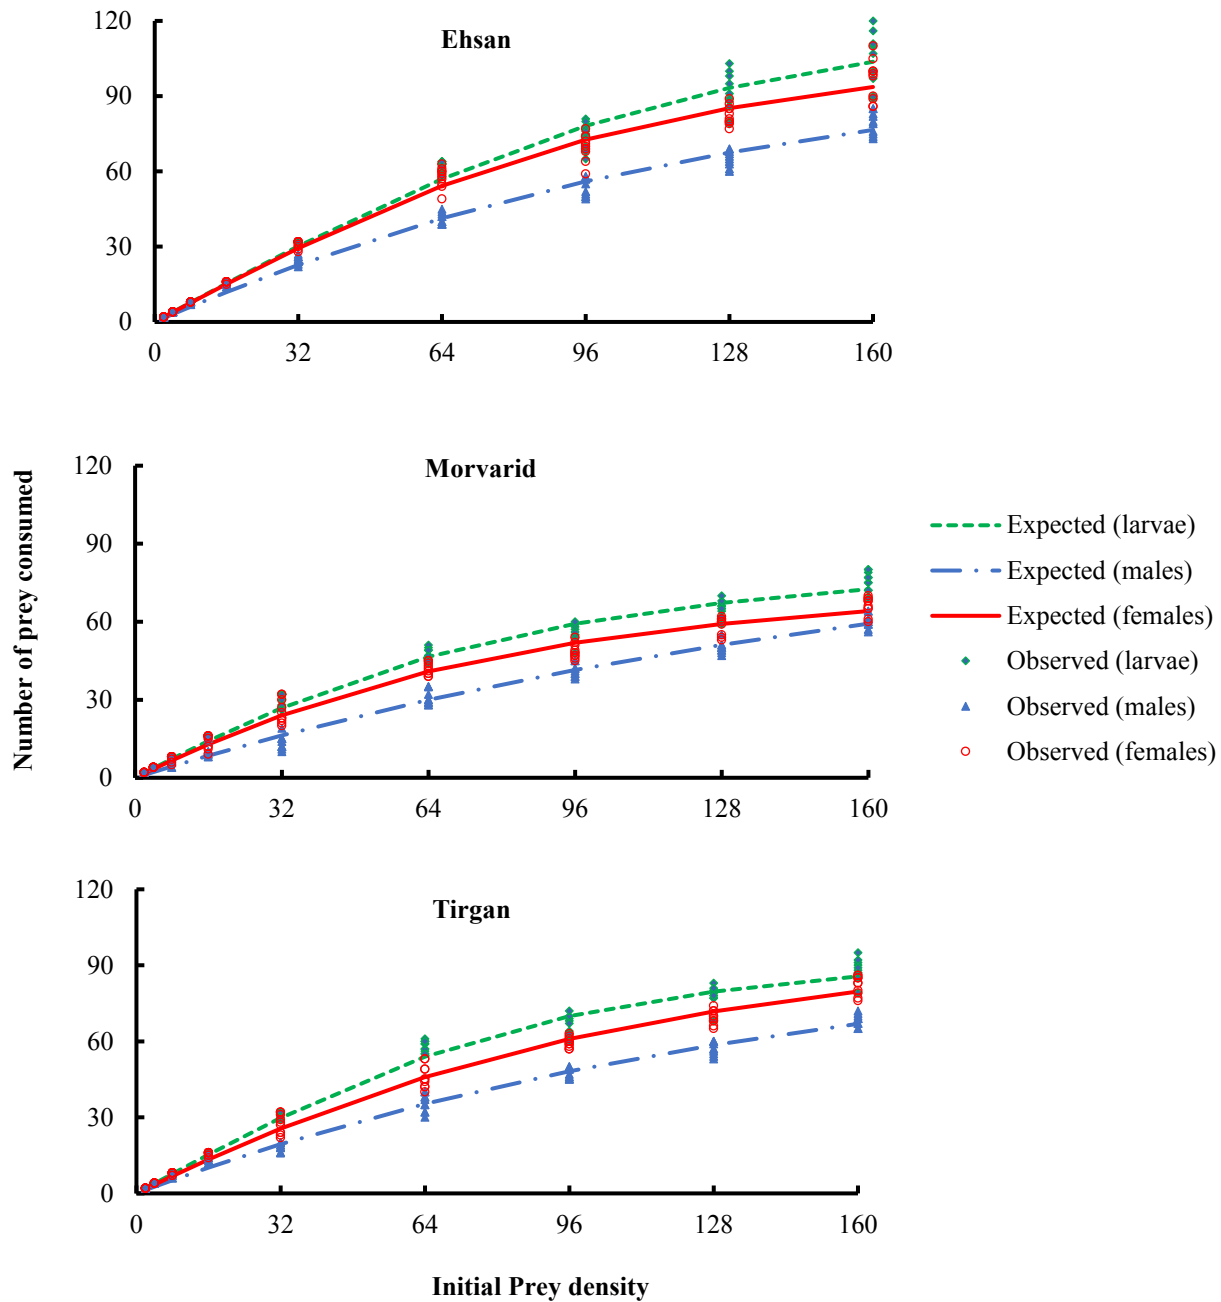 Ehsan
120
90
60
30
0
0 32 64 96 128 160
Number of prey consumed
Morvarid
120
90
60
30
0
0 32 64 96 128 160
Expected (larvae)
Expected (males)
Expected (females)
Observed (larvae)
Observed (males)
Observed (females)
Tirgan
120
90
60
30
0
0 32 64 96 128 160
Initial Prey density